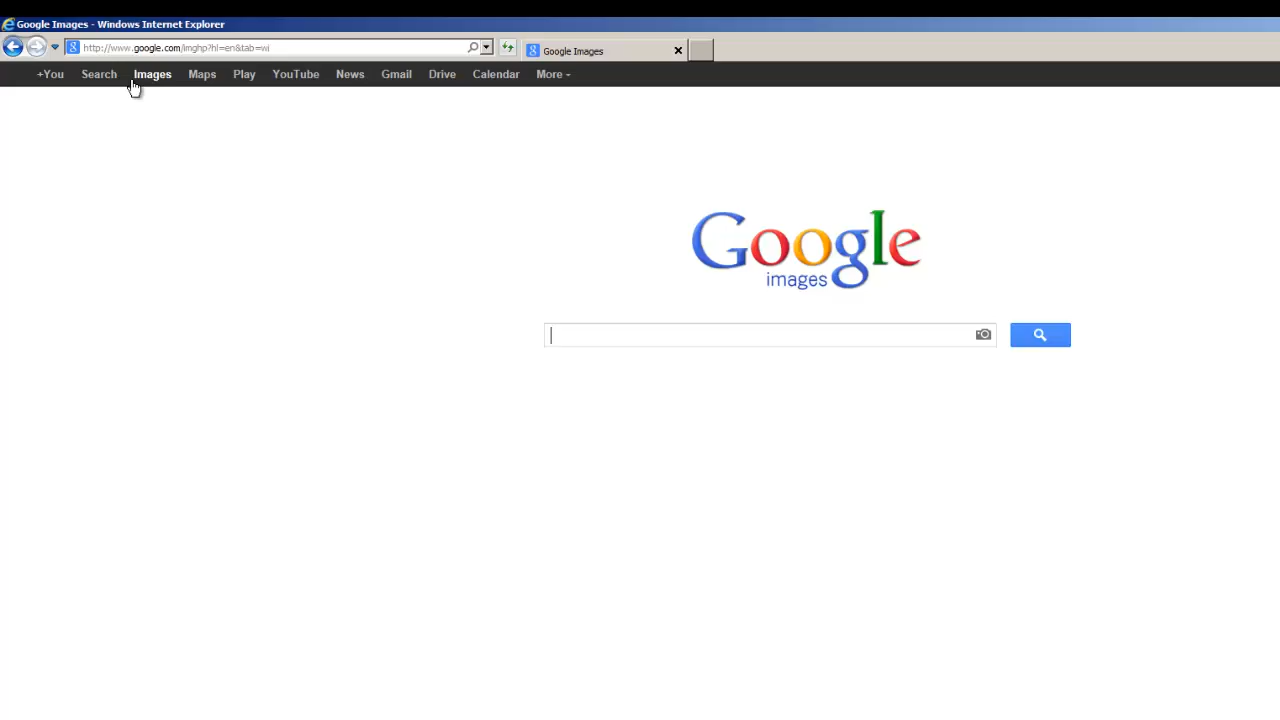 Google Images - Windows Internet Explorer
http://www.google.com/imghp?hl=en&tab=wi
Google Images
+You Search Images Maps Play YouTube News Gmail Drive Calendar More
Google
images